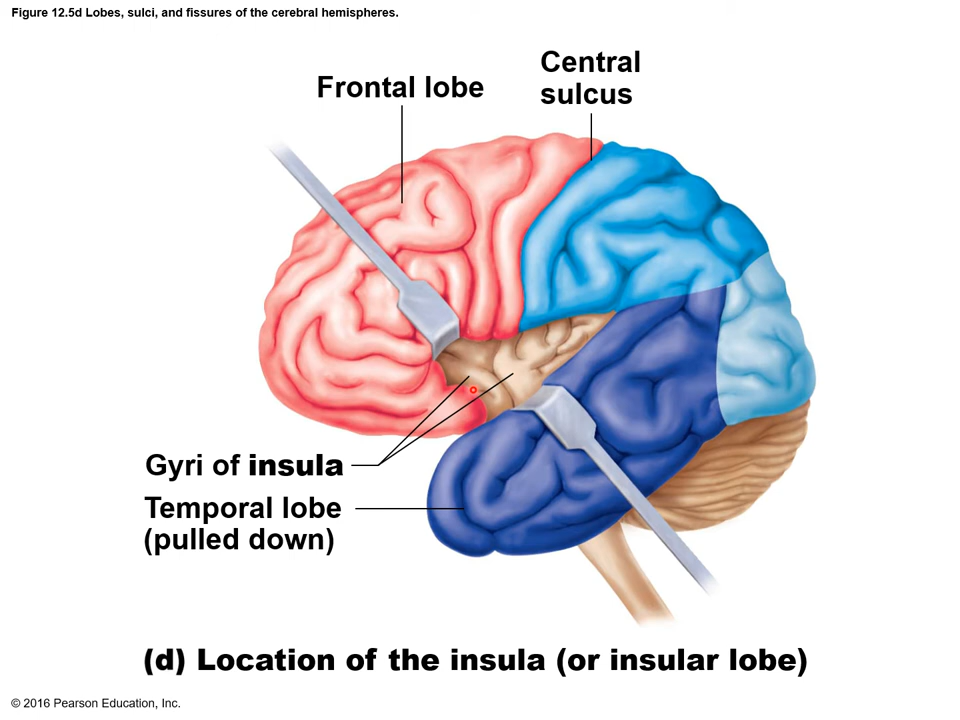 Figure 12.5d Lobes, sulci, and fissures of the cerebral hemispheres.
Central
sulcus
Frontal lobe
Gyri of insula
Temporal lobe
(pulled down)
(d) Location of the insula (or insular lobe)
© 2016 Pearson Education, Inc.